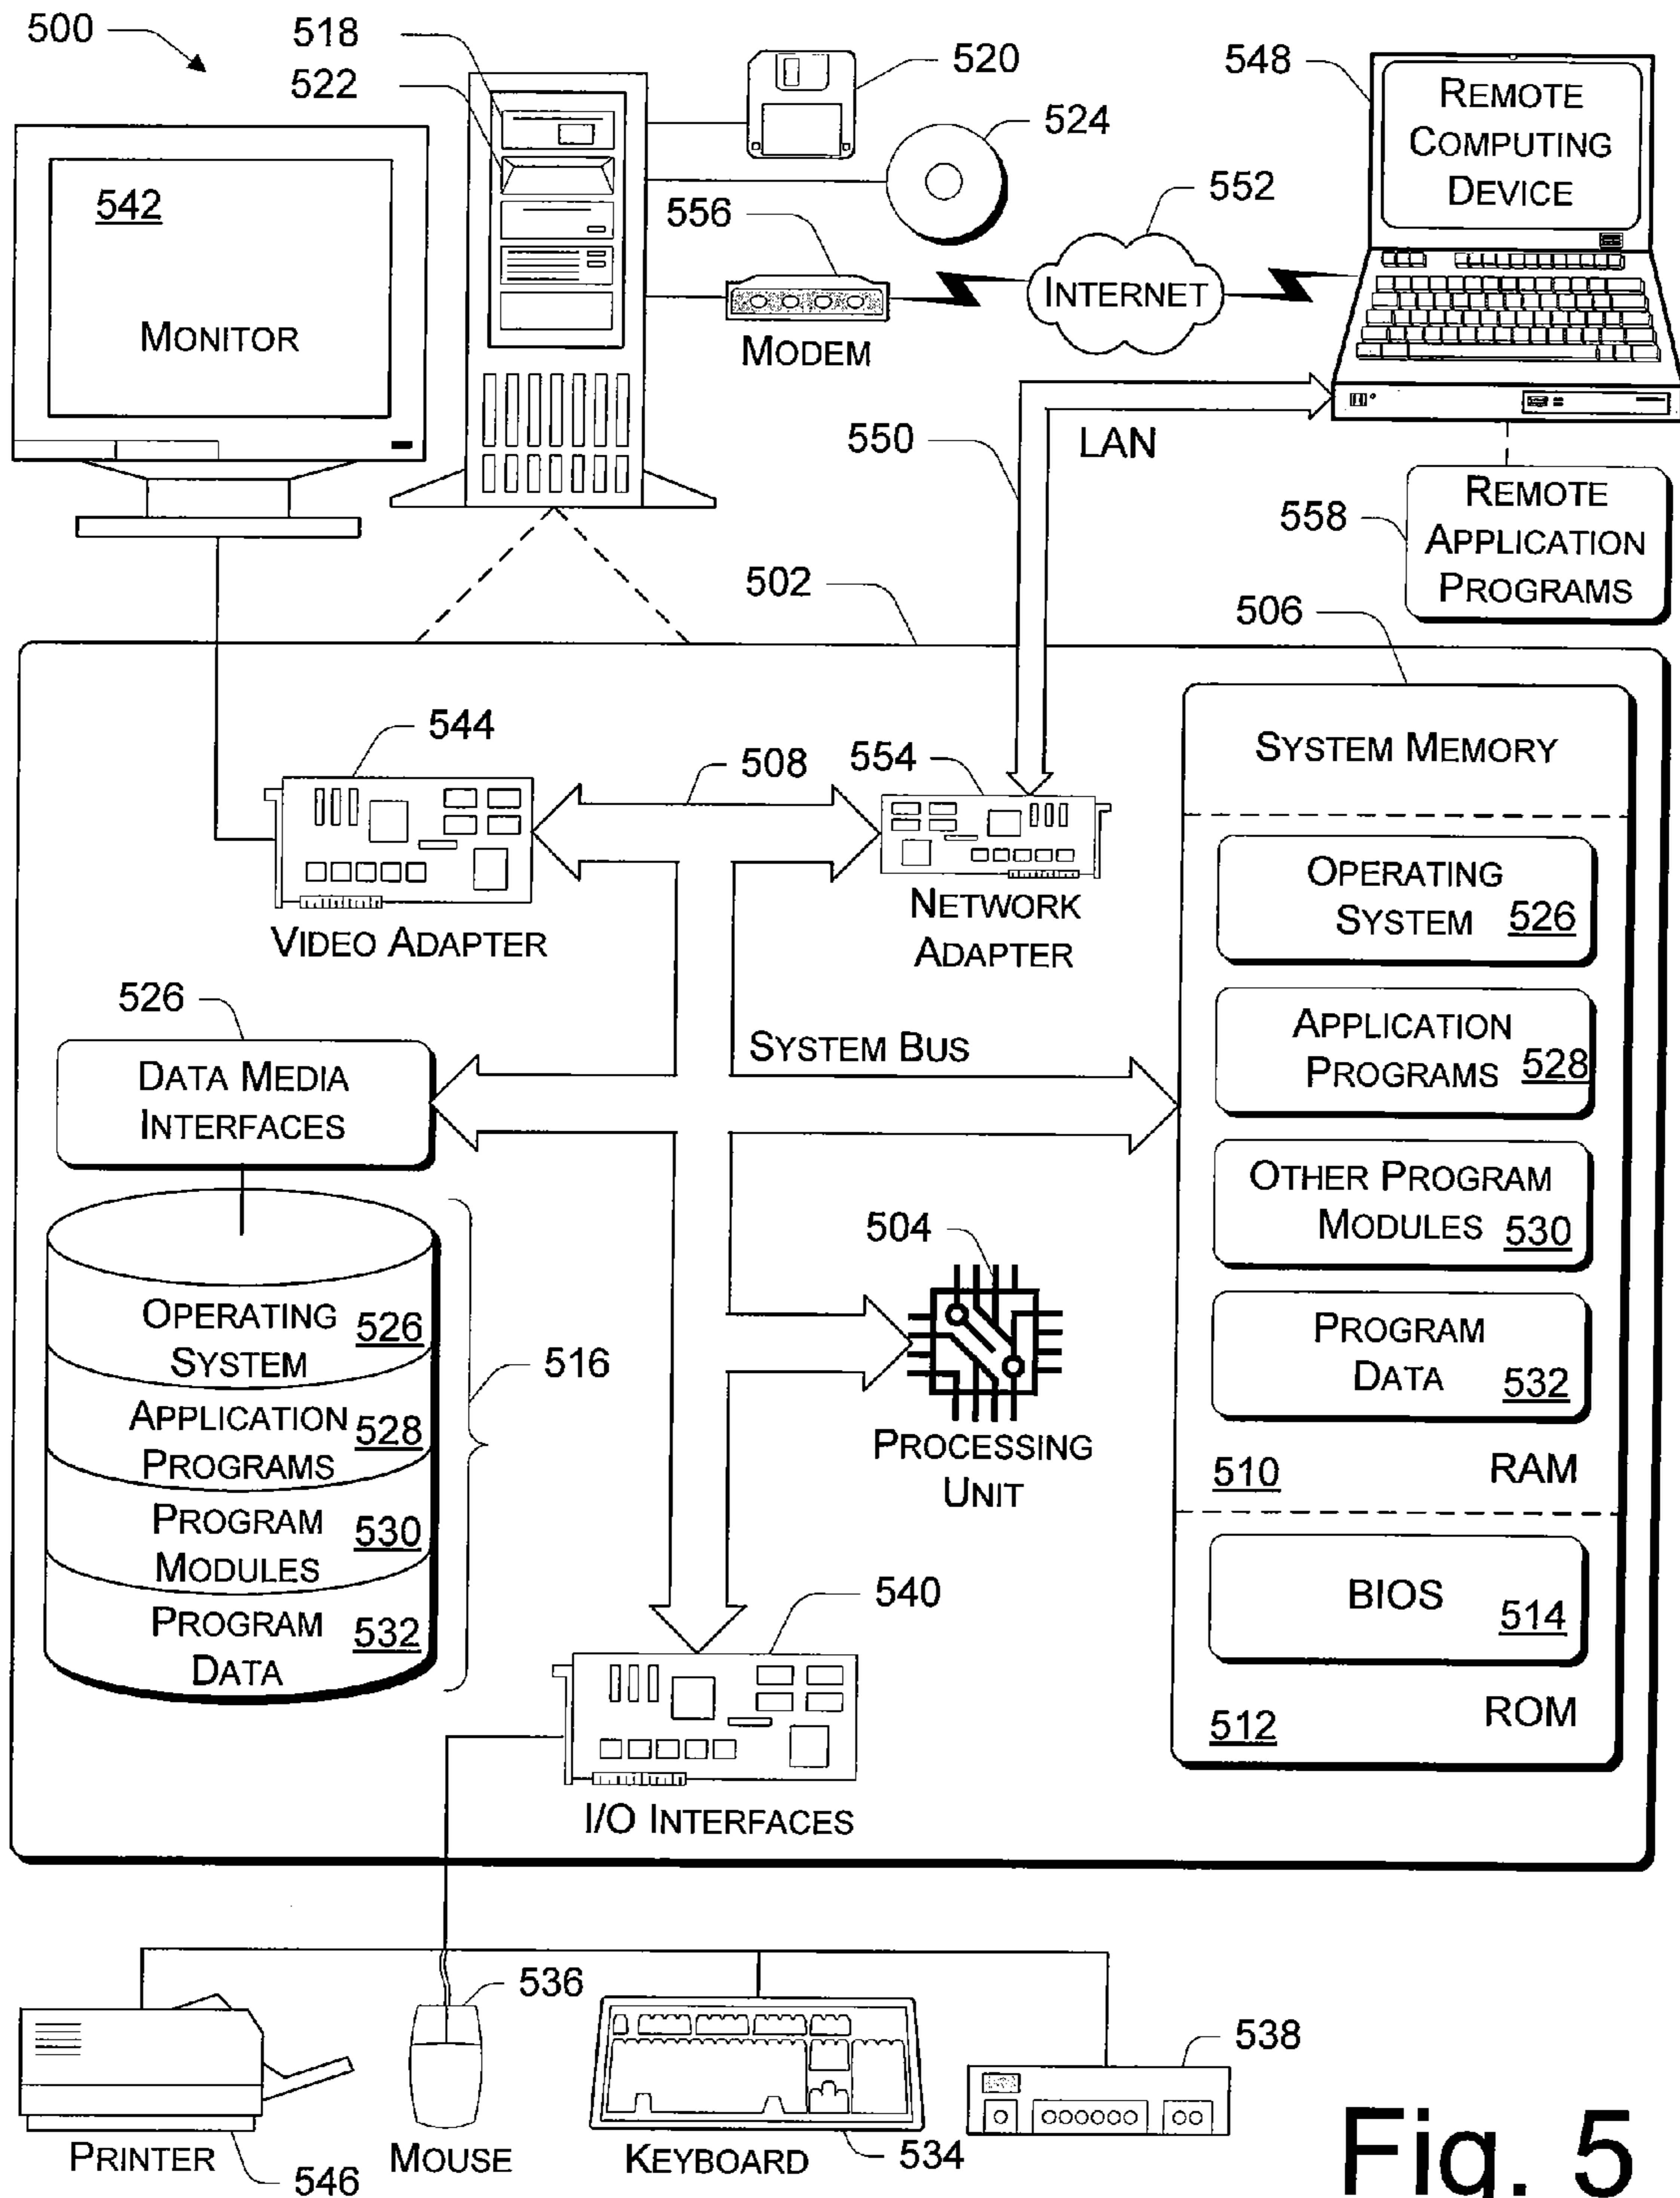 500
518
522
520
524
548
REMOTE
COMPUTING
DEVICE
542
MONITOR
556
MODEM
552
INTERNET
550
LAN
558
REMOTE
APPLICATION
PROGRAMS
502
506
SYSTEM MEMORY
544
VIDEO ADAPTER
508
554
NETWORK
ADAPTER
OPERATING
SYSTEM 526
526
DATA MEDIA
INTERFACES
SYSTEM BUS
APPLICATION
PROGRAMS 528
OTHER PROGRAM
MODULES 530
504
PROCESSING
UNIT
PROGRAM
DATA 532
510 RAM
OPERATING
SYSTEM 526
APPLICATION
PROGRAMS 528
PROGRAM
MODULES 530
PROGRAM
DATA 532
516
BIOS 514
512 ROM
540
I/O INTERFACES
536
538
PRINTER
546
MOUSE
KEYBOARD
534
Fig. 5